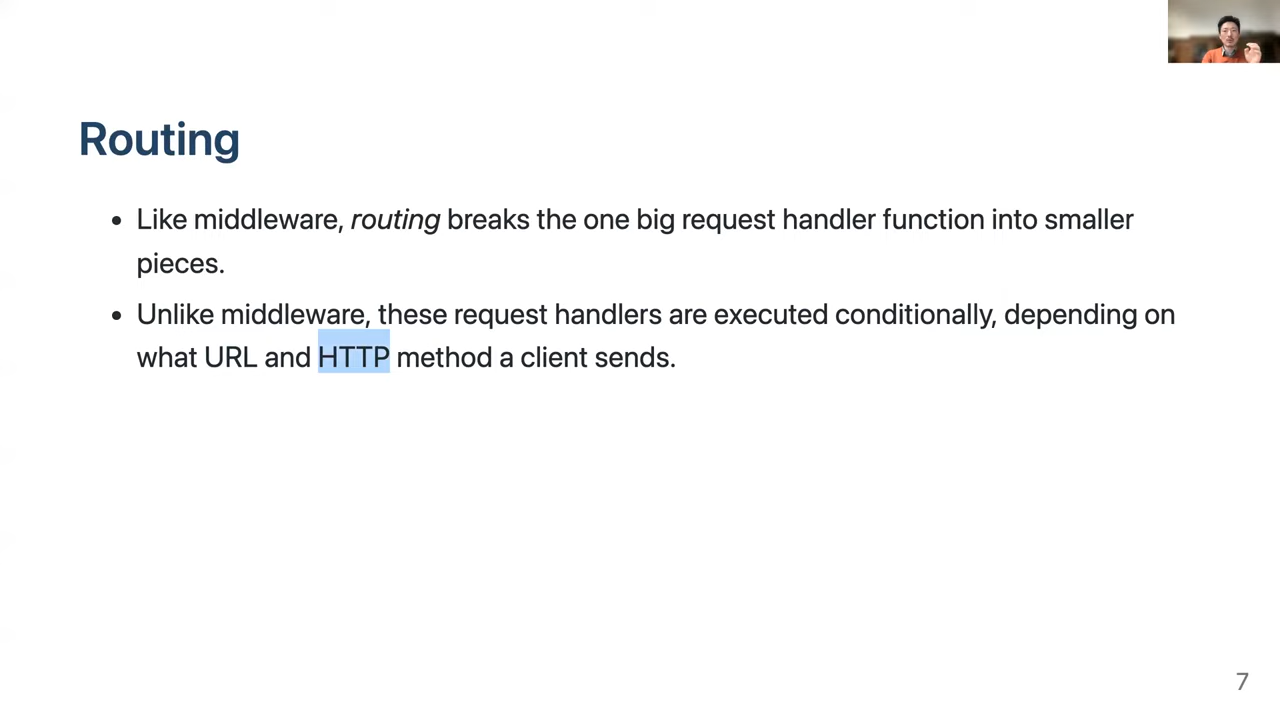 Routing
• Like middleware, routing breaks the one big request handler function into smaller
pieces.
• Unlike middleware, these request handlers are executed conditionally, depending on
what URL and HTTP method a client sends.
7